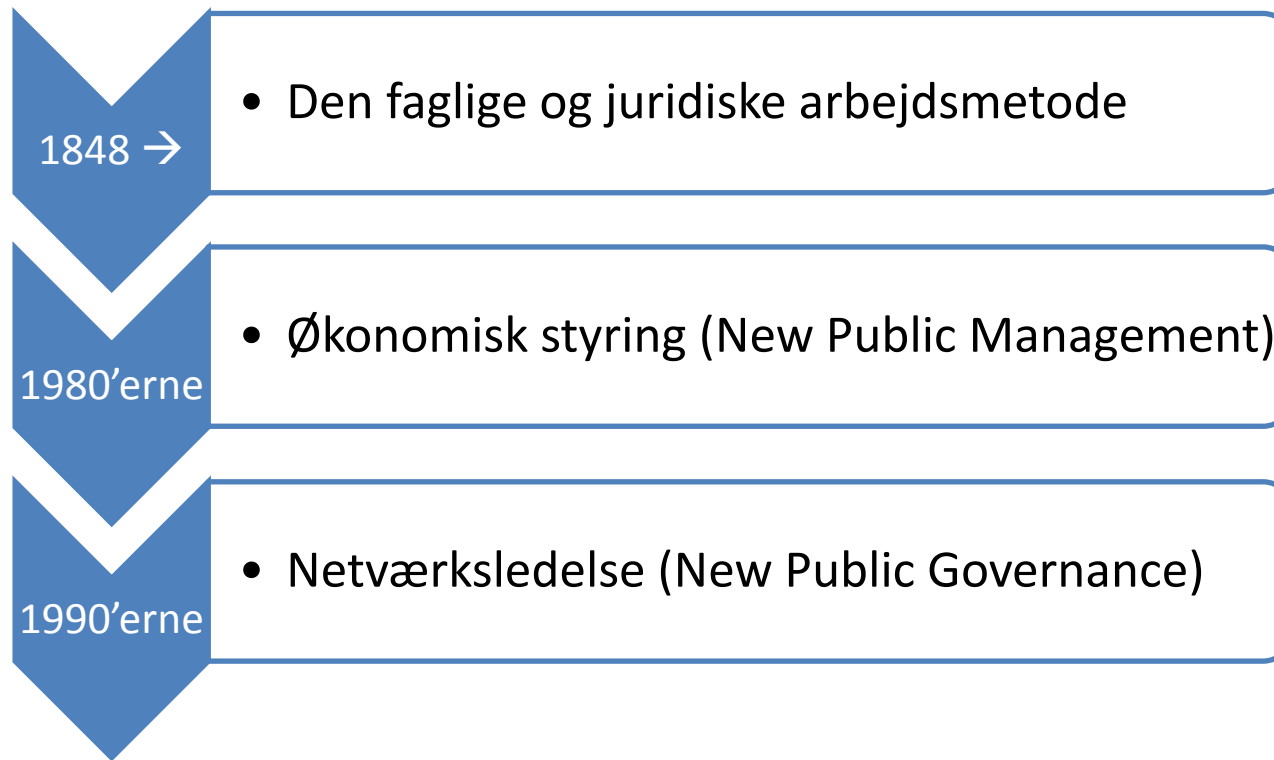 1848 →
• Den faglige og juridiske arbejdsmetode
1980’erne
• Økonomisk styring (New Public Management)
1990’erne
• Netværksledelse (New Public Governance)